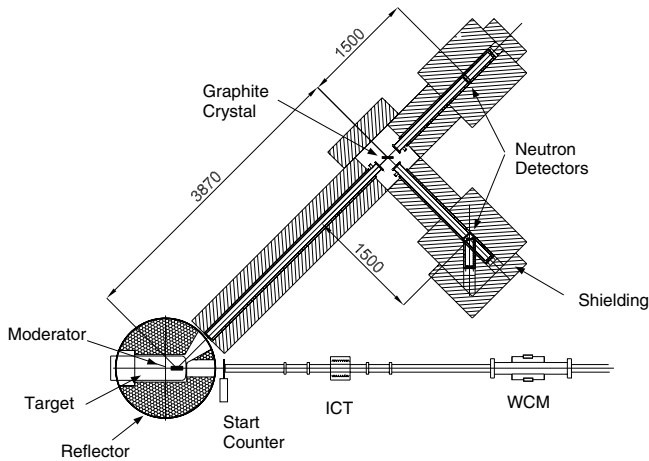 1500
Graphite
Crystal
Neutron
Detectors
3870
1500
Shielding
Moderator
Target
Reflector
Start
Counter
ICT
WCM